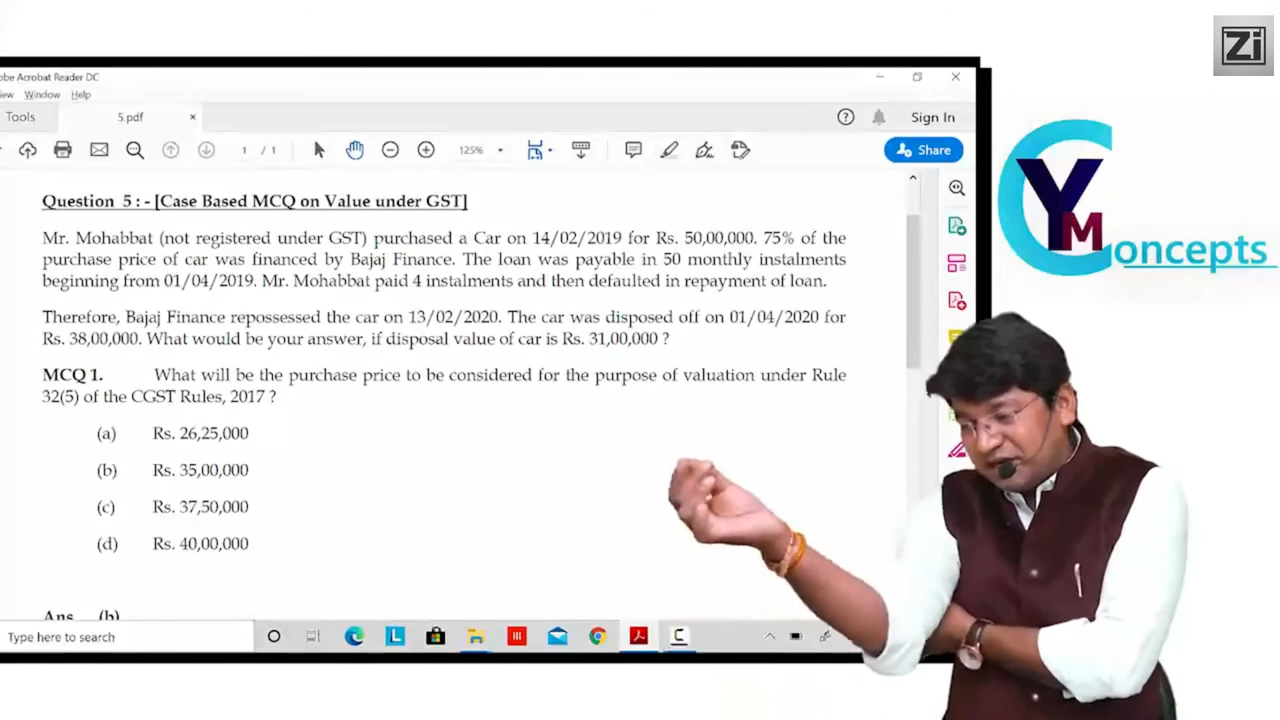 Zi
obe Acrobat Reader DC
iew Window Help
Tools
5.pdf
×
Sign In
1 / 1
125%
Share
Question 5 : - [Case Based MCQ on Value under GST]
Mr. Mohabbat (not registered under GST) purchased a Car on 14/02/2019 for Rs. 50,00,000. 75% of the
purchase price of car was financed by Bajaj Finance. The loan was payable in 50 monthly instalments
beginning from 01/04/2019. Mr. Mohabbat paid 4 instalments and then defaulted in repayment of loan.
Therefore, Bajaj Finance repossessed the car on 13/02/2020. The car was disposed off on 01/04/2020 for
Rs. 38,00,000. What would be your answer, if disposal value of car is Rs. 31,00,000 ?
MCQ 1. What will be the purchase price to be considered for the purpose of valuation under Rule
32(5) of the CGST Rules, 2017 ?
(a) Rs. 26,25,000
(b) Rs. 35,00,000
(c) Rs. 37,50,000
(d) Rs. 40,00,000
Ans. (b)
Type here to search
CYM
oncepts